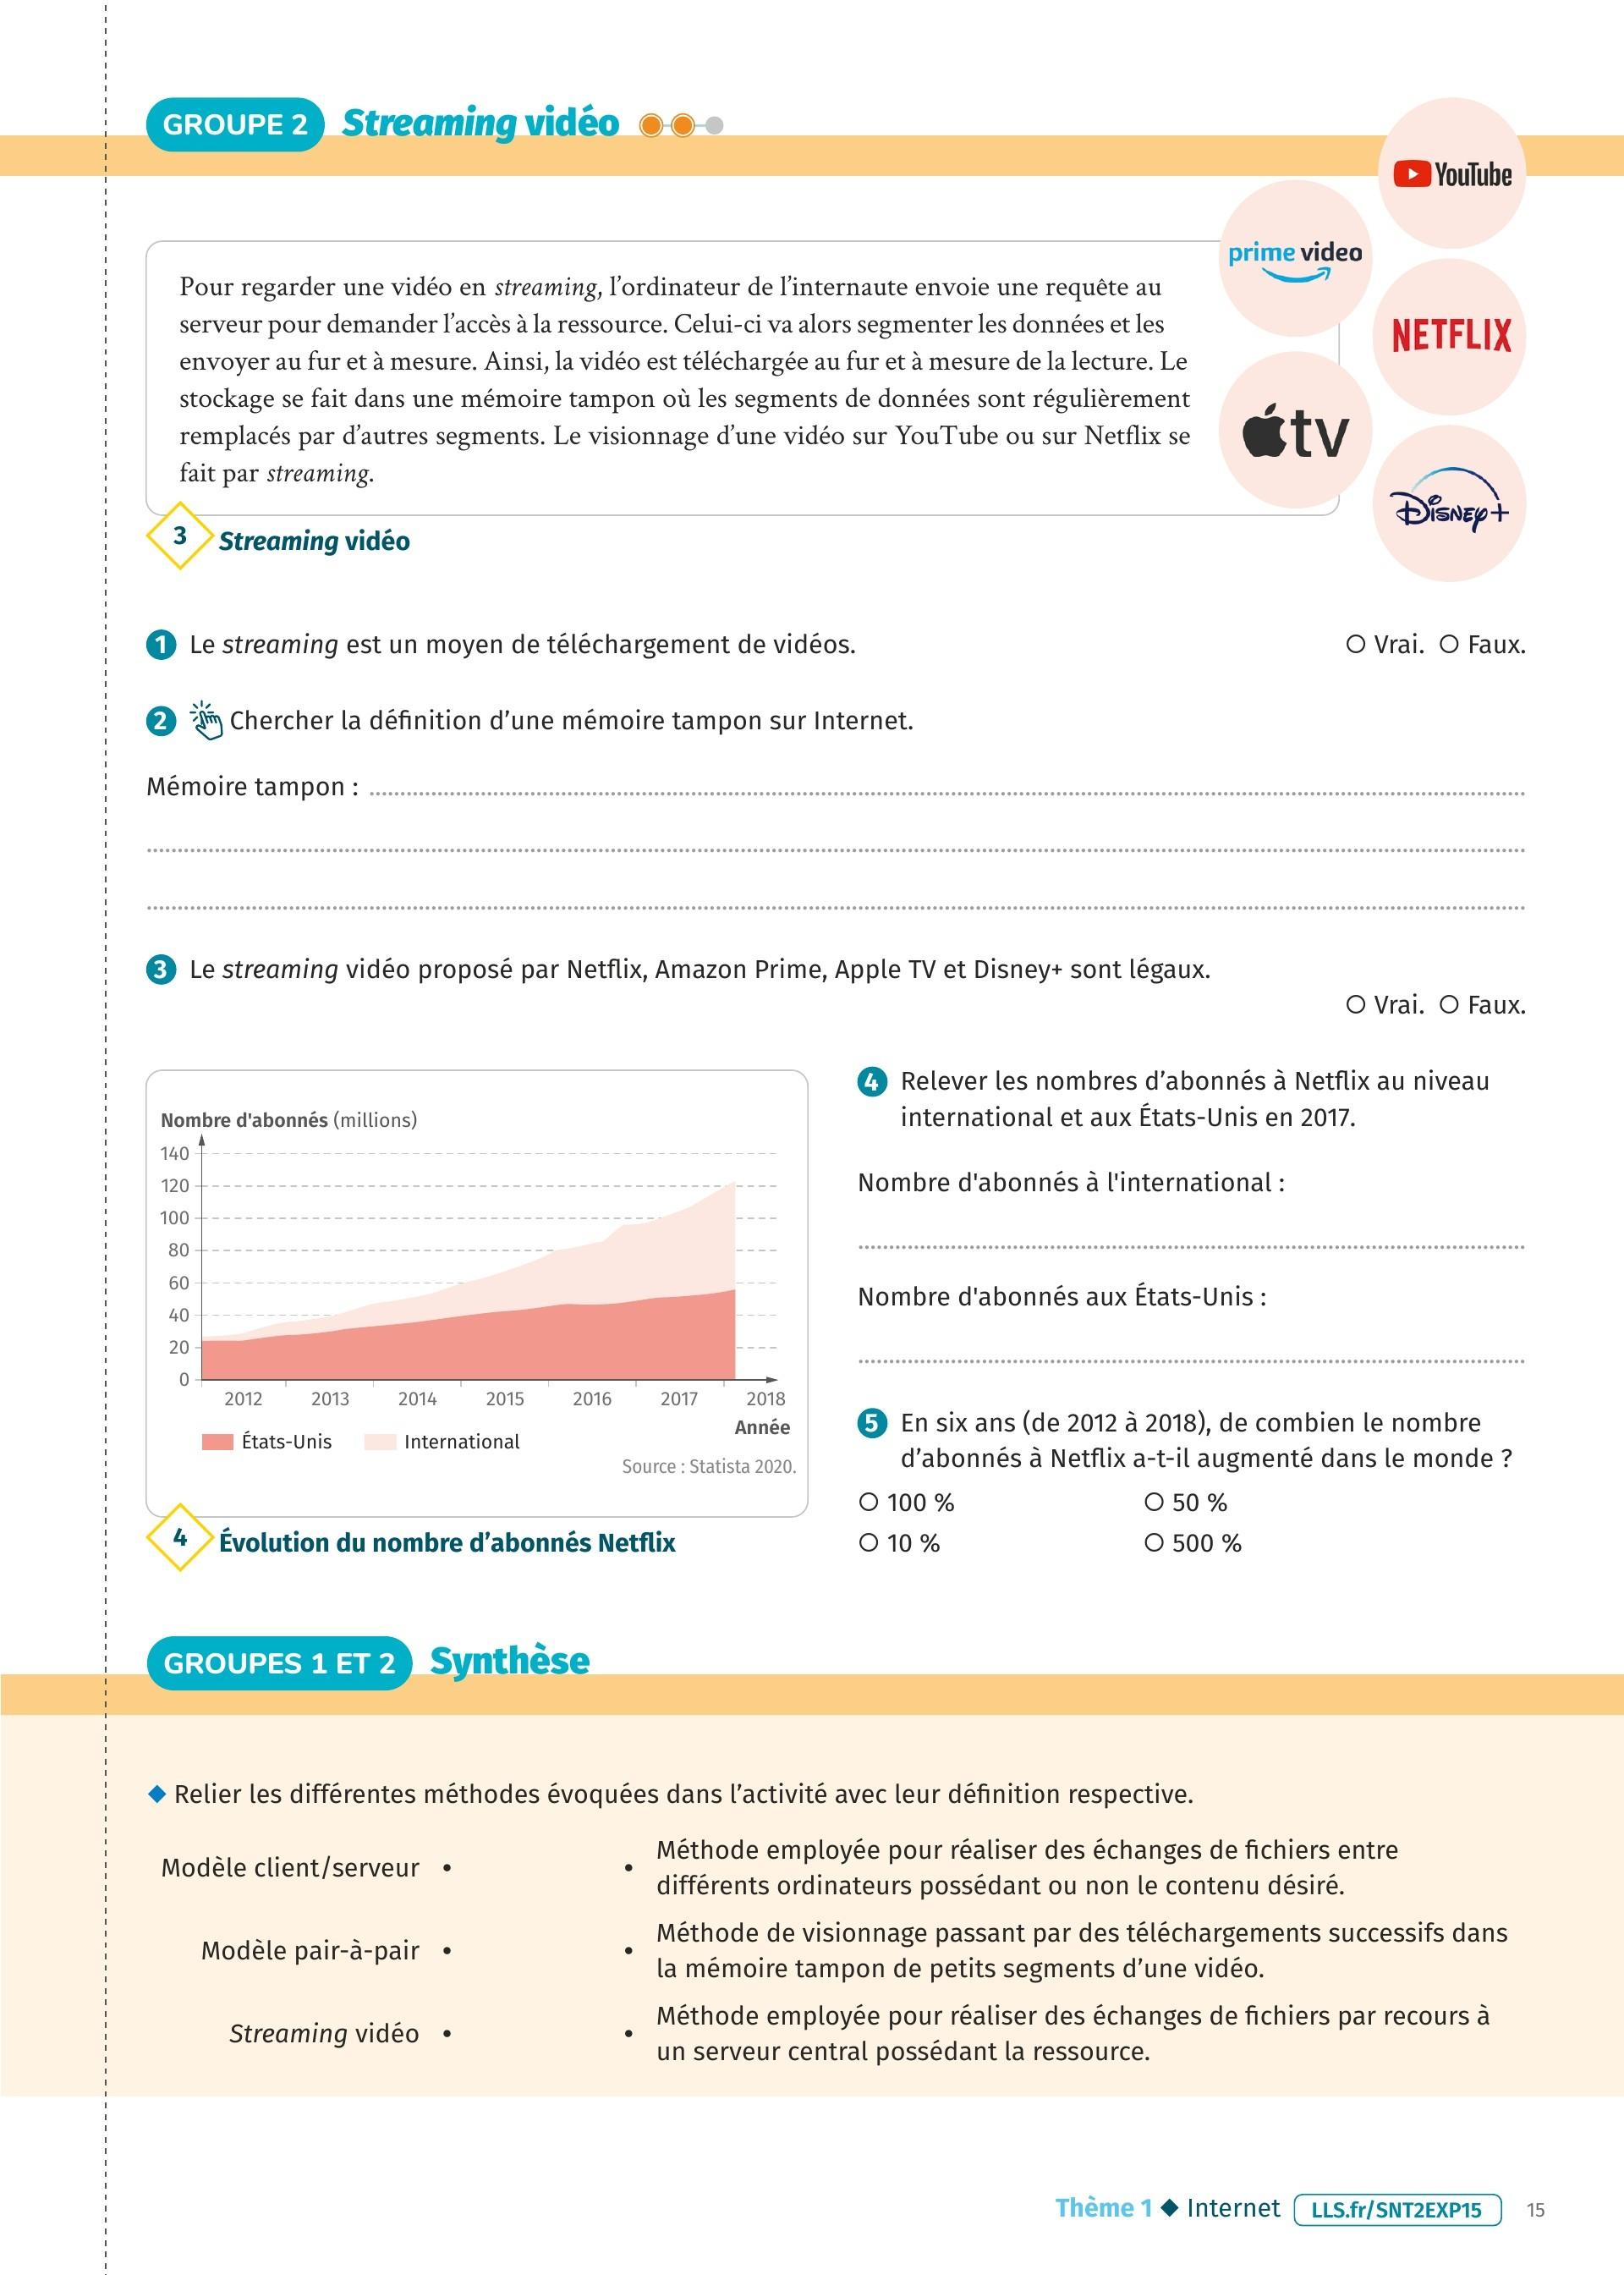 GROUPE 2 Streaming vidéo
YouTube
prime video
NETFLIX
tv
Disney+
Pour regarder une vidéo en streaming, l’ordinateur de l’internaute envoie une requête au
serveur pour demander l’accès à la ressource. Celui-ci va alors segmenter les données et les
envoyer au fur et à mesure. Ainsi, la vidéo est téléchargée au fur et à mesure de la lecture. Le
stockage se fait dans une mémoire tampon où les segments de données sont régulièrement
remplacés par d’autres segments. Le visionnage d’une vidéo sur YouTube ou sur Netflix se
fait par streaming.
3 Streaming vidéo
1 Le streaming est un moyen de téléchargement de vidéos. Vrai. Faux.
2 Chercher la définition d’une mémoire tampon sur Internet.
Mémoire tampon :
3 Le streaming vidéo proposé par Netflix, Amazon Prime, Apple TV et Disney+ sont légaux.
Vrai. Faux.
Nombre d'abonnés (millions)
140
120
100
80
60
40
20
0
2012 2013 2014 2015 2016 2017 2018
Année
États-Unis International
Source : Statista 2020.
4 Évolution du nombre d’abonnés Netflix
4 Relever les nombres d’abonnés à Netflix au niveau
international et aux États-Unis en 2017.
Nombre d'abonnés à l'international :
Nombre d'abonnés aux États-Unis :
5 En six ans (de 2012 à 2018), de combien le nombre
d’abonnés à Netflix a-t-il augmenté dans le monde ?
100 % 50 %
10 % 500 %
GROUPES 1 ET 2 Synthèse
Relier les différentes méthodes évoquées dans l’activité avec leur définition respective.
Modèle client/serveur •
• Méthode employée pour réaliser des échanges de fichiers entre
différents ordinateurs possédant ou non le contenu désiré.
Modèle pair-à-pair •
• Méthode de visionnage passant par des téléchargements successifs dans
la mémoire tampon de petits segments d’une vidéo.
Streaming vidéo •
• Méthode employée pour réaliser des échanges de fichiers par recours à
un serveur central possédant la ressource.
Thème 1 ◆ Internet LLS.fr/SNT2EXP15 15